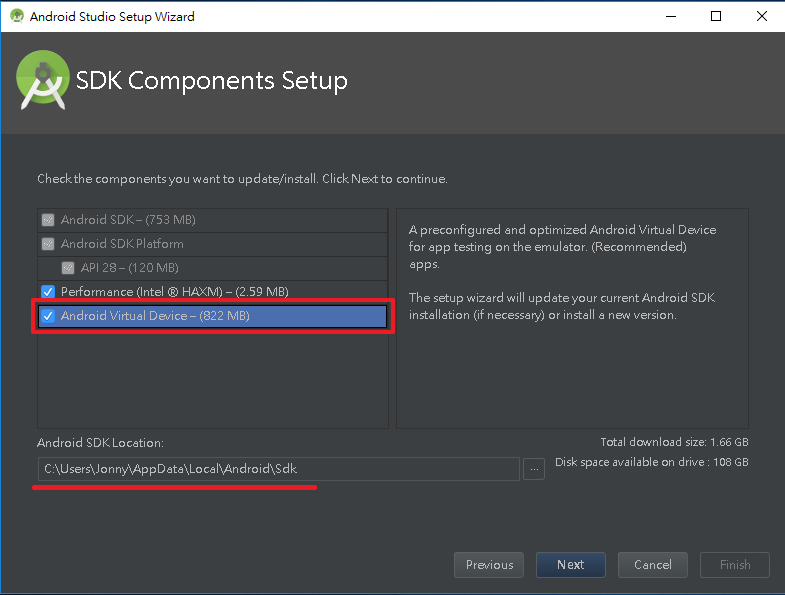 Android Studio Setup Wizard
SDK Components Setup
Check the components you want to update/install. Click Next to continue.
Android SDK – (753 MB)
Android SDK Platform
API 28 – (120 MB)
Performance (Intel ® HAXM) – (2.59 MB)
Android Virtual Device – (822 MB)
A preconfigured and optimized Android Virtual Device
for app testing on the emulator. (Recommended)
apps.
The setup wizard will update your current Android SDK
installation (if necessary) or install a new version.
Android SDK Location:
Total download size: 1.66 GB
C:\Users\Jonny\AppData\Local\Android\Sdk
...
Disk space available on drive : 108 GB
Previous
Next
Cancel
Finish